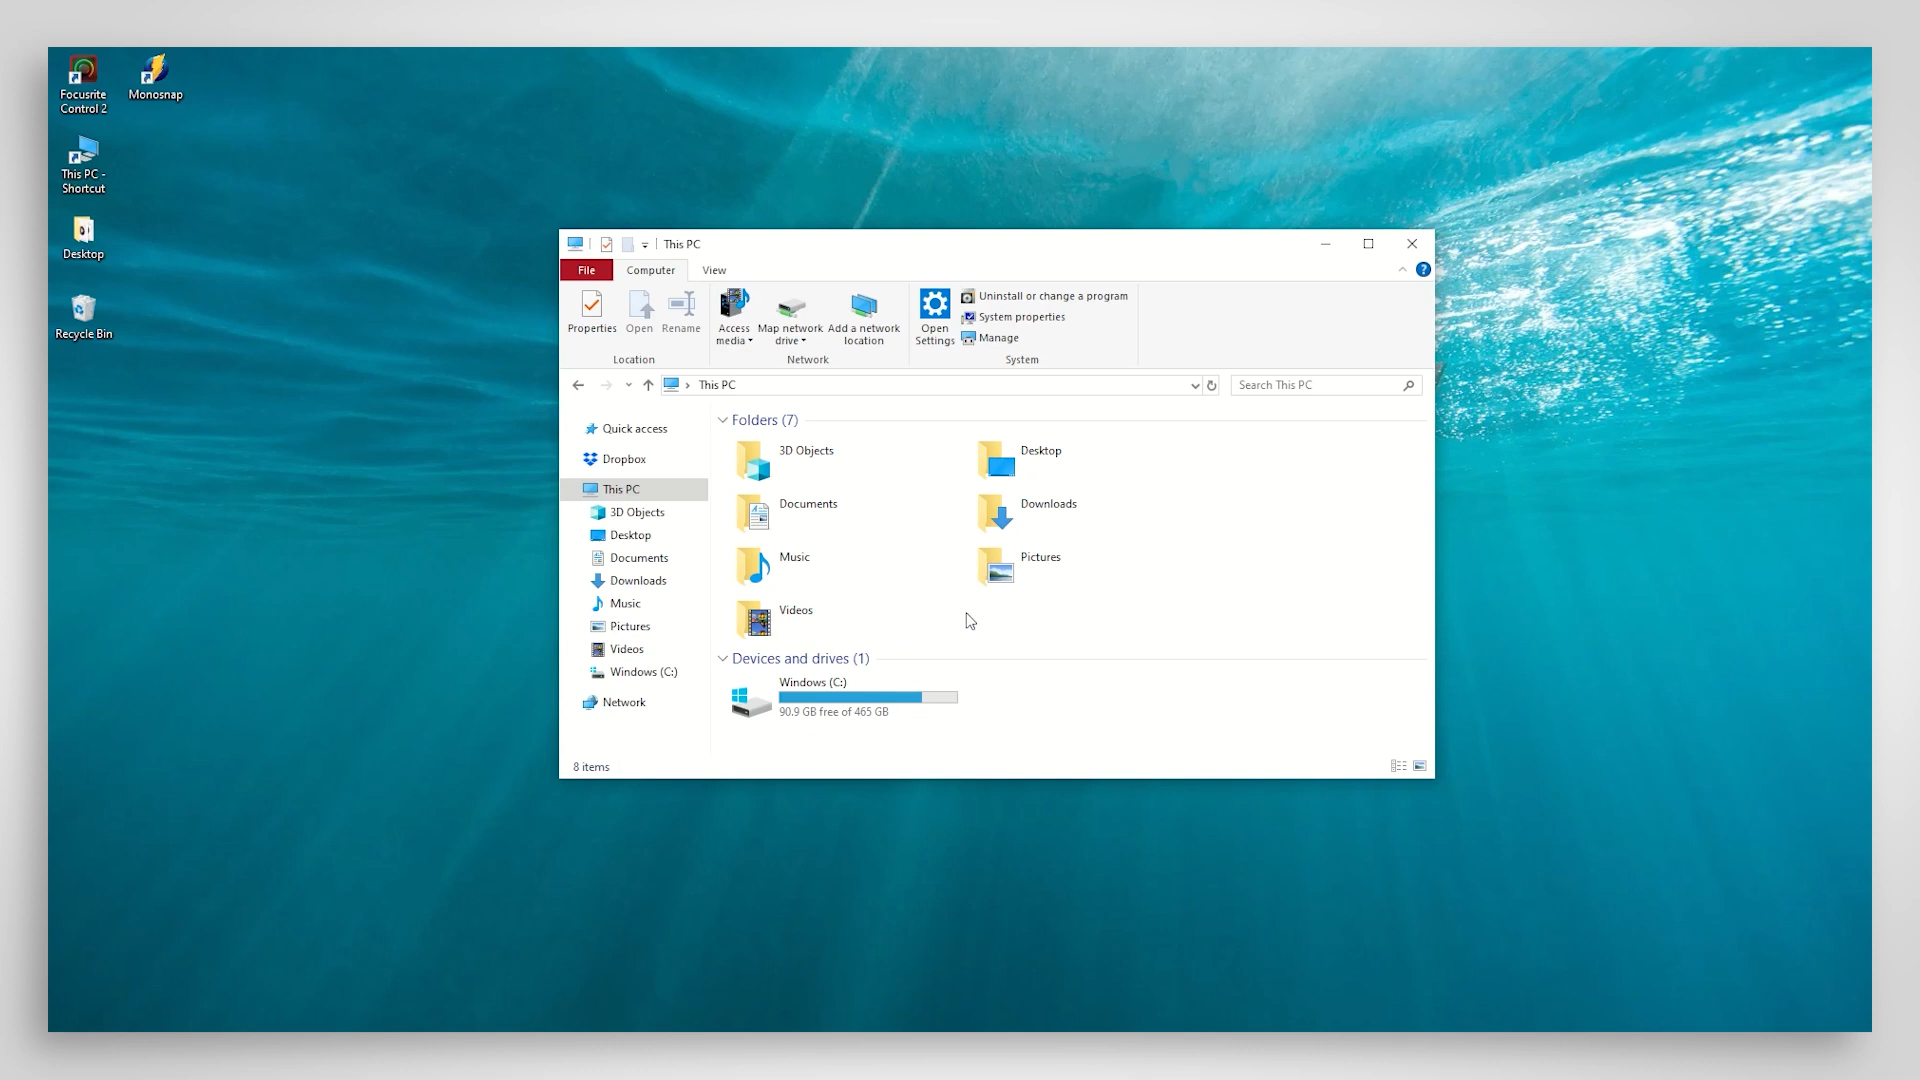 Focusrite
Control 2
Monosnap
This PC -
Shortcut
Desktop
Recycle Bin
This PC
File
Computer
View
Properties
Open
Rename
Location
Access
media
Map network
drive
Add a network
location
Network
Open
Settings
Uninstall or change a program
System properties
Manage
System
This PC
Search This PC
Quick access
Dropbox
This PC
3D Objects
Desktop
Documents
Downloads
Music
Pictures
Videos
Windows (C:)
Network
Folders (7)
3D Objects
Desktop
Documents
Downloads
Music
Pictures
Videos
Devices and drives (1)
Windows (C:)
90.9 GB free of 465 GB
8 items